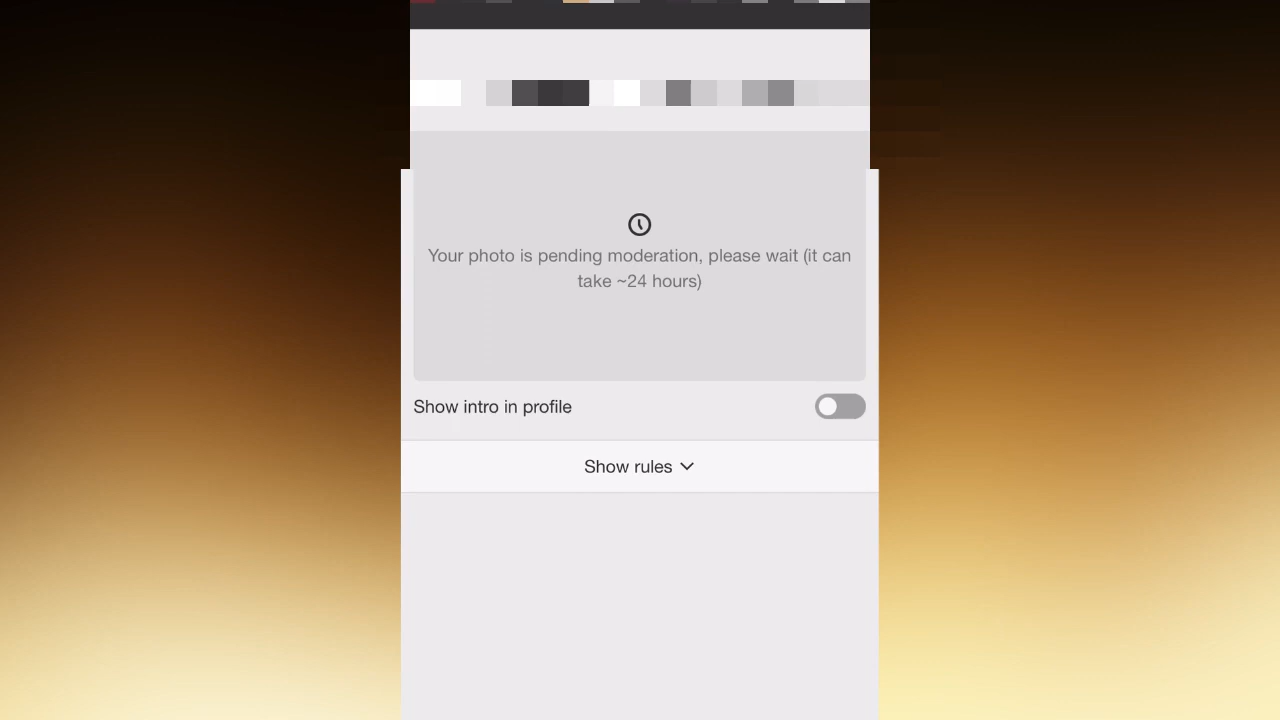 Your photo is pending moderation, please wait (it can
take ~24 hours)
Show intro in profile
Show rules